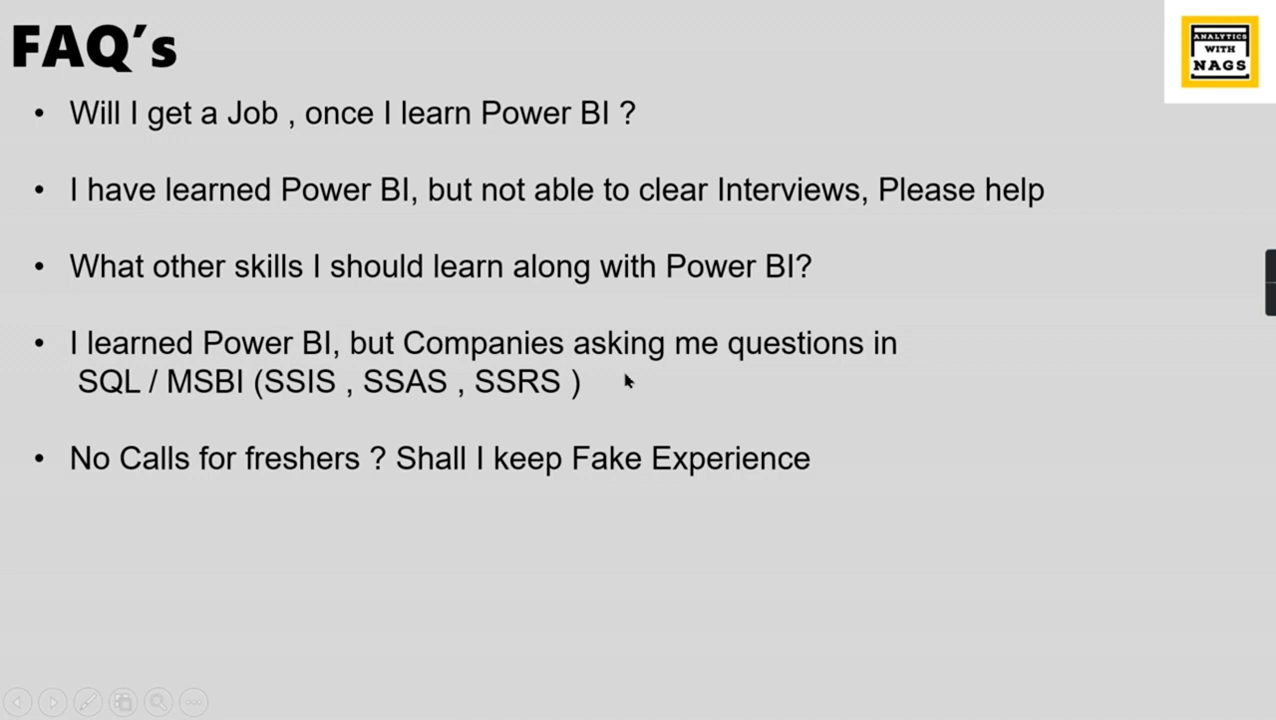 FAQ's
ANALYTICS
WITH
NAGS
• Will I get a Job , once I learn Power BI ?
• I have learned Power BI, but not able to clear Interviews, Please help
• What other skills I should learn along with Power BI?
• I learned Power BI, but Companies asking me questions in
SQL / MSBI (SSIS , SSAS , SSRS )
• No Calls for freshers ? Shall I keep Fake Experience